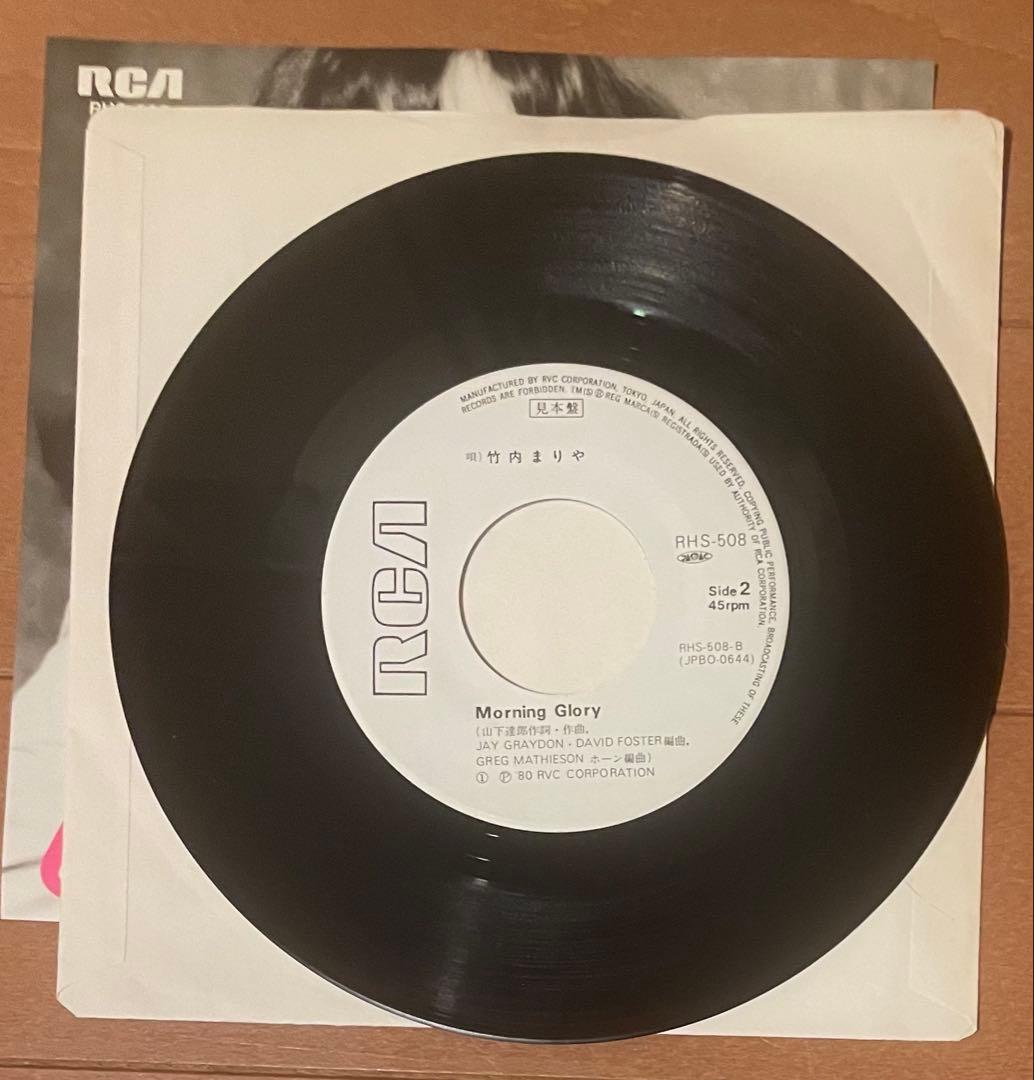 RCA
MANUFACTURED BY RVC CORPORATION, TOKYO, JAPAN. ALL RIGHTS RESERVED. COPYING PUBLIC PERFORMANCE. BROADCASTING OF THESE
RECORDS ARE FORBIDDEN. TM(S) ® REG MARCA(S) REGISTRADA(S) USED BY AUTHORITY OF RCA CORPORATION.
見本盤
唄) 竹内まりや
RCA
RHS-508
Side 2
45rpm
RHS-508-B
(JPBO-0644)
Morning Glory
(山下達郎作詞・作曲,
JAY GRAYDON・DAVID FOSTER編曲,
GREG MATHIESON ホーン編曲)
① Ⓟ '80 RVC CORPORATION